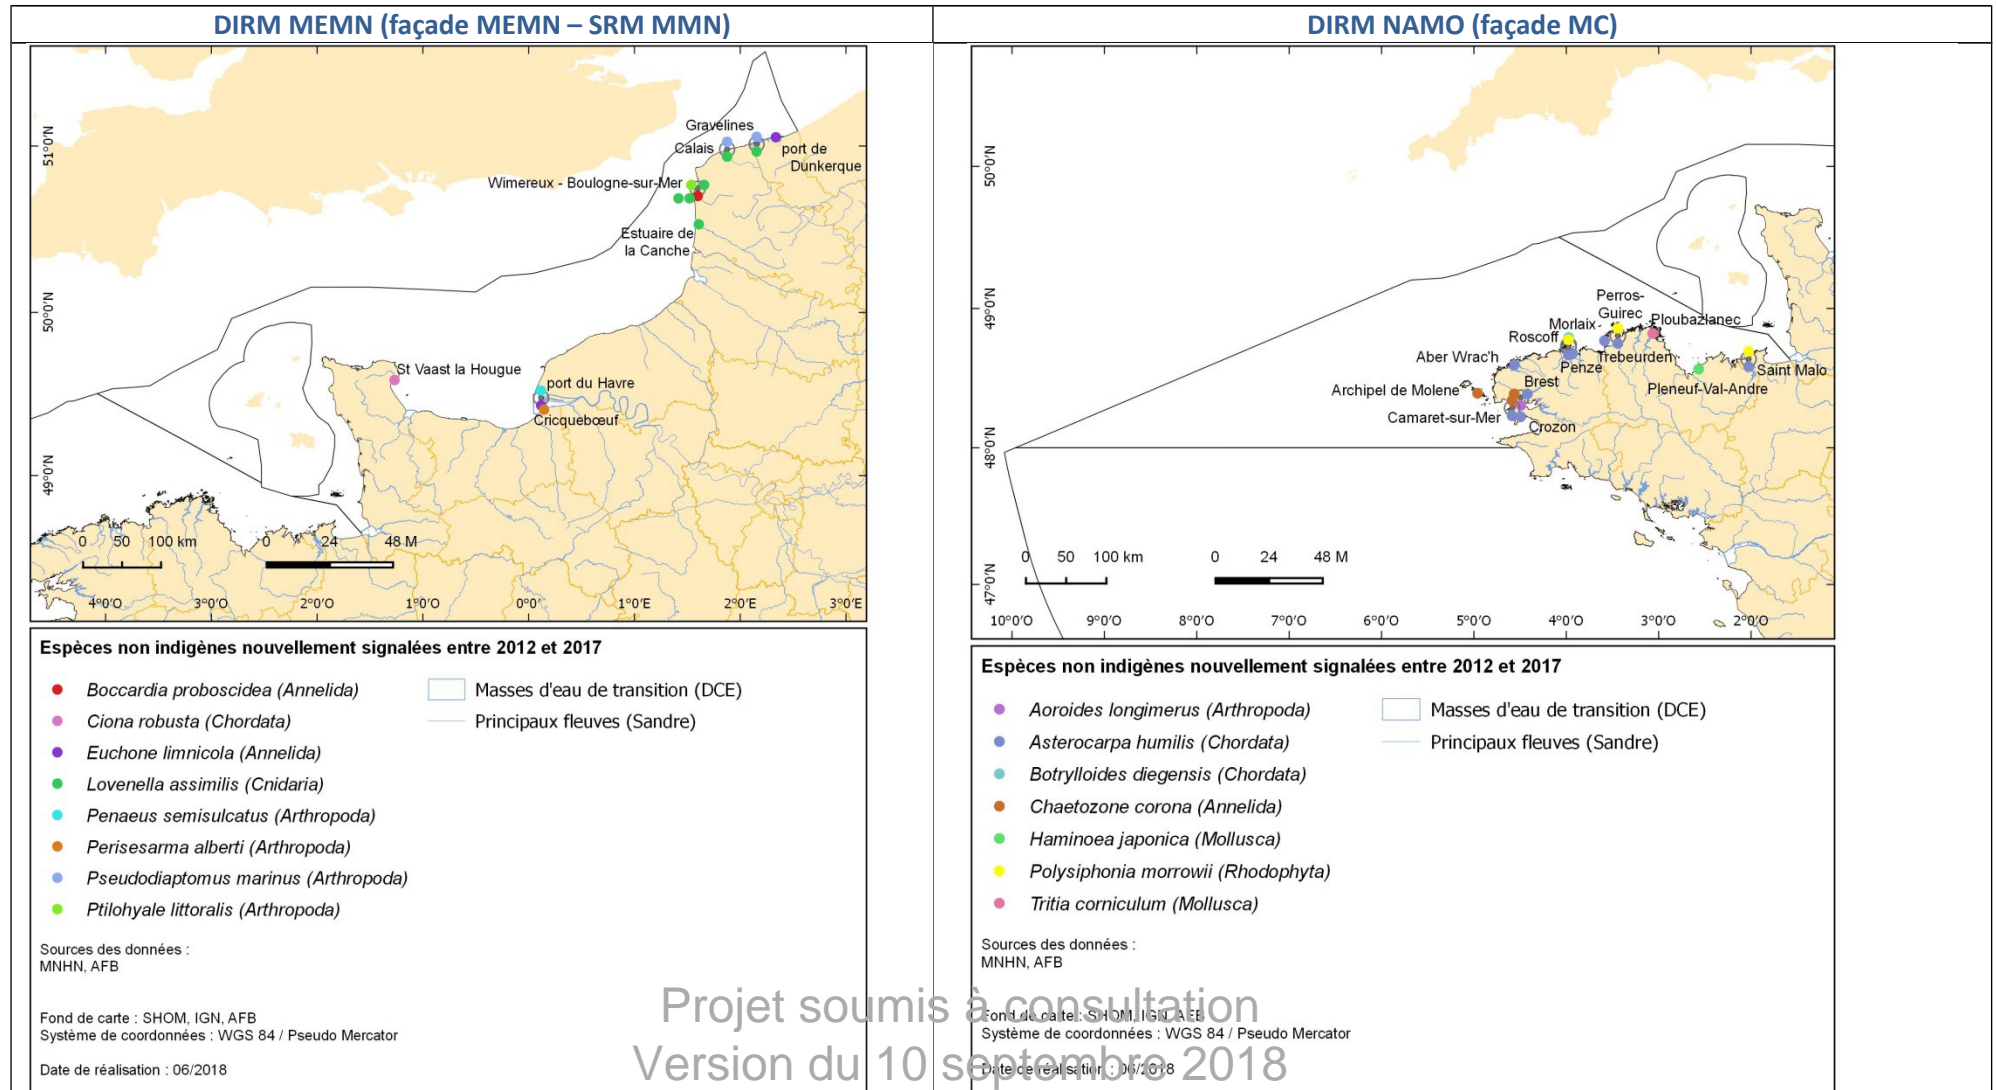 DIRM MEMN (façade MEMN – SRM MMN)
DIRM NAMO (façade MC)
51°0'N
50°0'N
49°0'N
Gravelines
Calais
port de
Dunkerque
Wimereux - Boulogne-sur-Mer
Estuaire de
la Canche
St Vaast la Hougue
port du Havre
Cricquebœuf
0 50 100 km
0 24 48 M
4°0'O 3°0'O 2°0'O 1°0'O 0°0' 1°0'E 2°0'E 3°0'E
Espèces non indigènes nouvellement signalées entre 2012 et 2017
Boccardia proboscidea (Annelida)
Ciona robusta (Chordata)
Euchone limnicola (Annelida)
Lovenella assimilis (Cnidaria)
Penaeus semisulcatus (Arthropoda)
Perisesarma alberti (Arthropoda)
Pseudodiaptomus marinus (Arthropoda)
Ptilohyale littoralis (Arthropoda)
Masses d'eau de transition (DCE)
Principaux fleuves (Sandre)
Sources des données :
MNHN, AFB
Fond de carte : SHOM, IGN, AFB
Système de coordonnées : WGS 84 / Pseudo Mercator
Date de réalisation : 06/2018
50°0'N
49°0'N
48°0'N
47°0'N
Perros-
Guirec
Ploubazlanec
Morlaix
Roscoff
Trebeurden
Aber Wrac'h
Penze
Saint Malo
Brest
Pleneuf-Val-Andre
Archipel de Molene
Camaret-sur-Mer
Crozon
0 50 100 km
0 24 48 M
10°0'O 9°0'O 8°0'O 7°0'O 6°0'O 5°0'O 4°0'O 3°0'O 2°0'O
Espèces non indigènes nouvellement signalées entre 2012 et 2017
Aoroides longimerus (Arthropoda)
Asterocarpa humilis (Chordata)
Botrylloides diegensis (Chordata)
Chaetozone corona (Annelida)
Haminoea japonica (Mollusca)
Polysiphonia morrowii (Rhodophyta)
Tritia corniculum (Mollusca)
Masses d'eau de transition (DCE)
Principaux fleuves (Sandre)
Sources des données :
MNHN, AFB
Fond de carte : SHOM, IGN, AFB
Système de coordonnées : WGS 84 / Pseudo Mercator
Date de réalisation : 06/2018
Projet soumis à consultation
Version du 10 septembre 2018